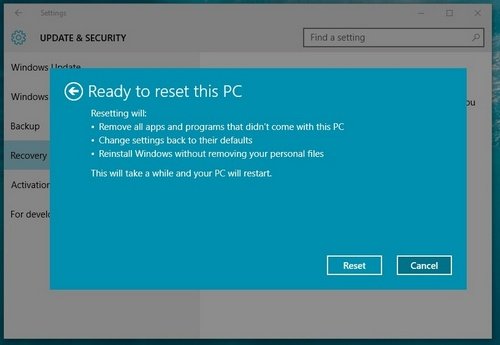 Settings
UPDATE & SECURITY
Find a setting
Windows Update
Windows
Backup
Recovery
Activation
For develo
Ready to reset this PC
Resetting will:
• Remove all apps and programs that didn't come with this PC
• Change settings back to their defaults
• Reinstall Windows without removing your personal files
This will take a while and your PC will restart.
Reset
Cancel